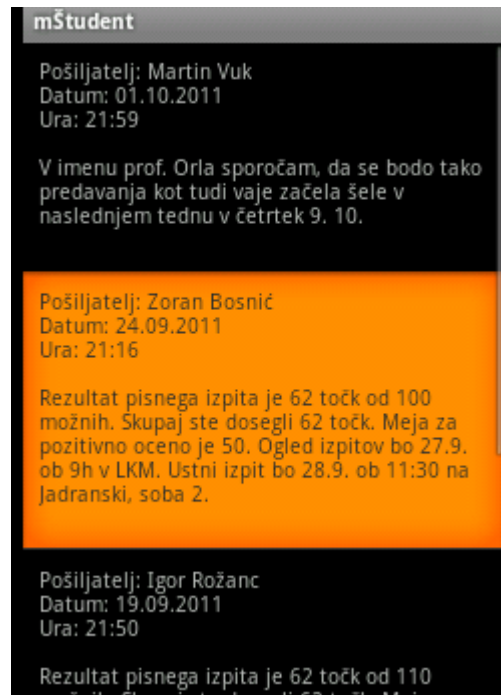 mŠtudent
Pošiljatelj: Martin Vuk
Datum: 01.10.2011
Ura: 21:59
V imenu prof. Orla sporočam, da se bodo tako
predavanja kot tudi vaje začela šele v
naslednjem tednu v četrtek 9. 10.
Pošiljatelj: Zoran Bosnić
Datum: 24.09.2011
Ura: 21:16
Rezultat pisnega izpita je 62 točk od 100
možnih. Skupaj ste dosegli 62 točk. Meja za
pozitivno oceno je 50. Ogled izpitov bo 27.9.
ob 9h v LKM. Ustni izpit bo 28.9. ob 11:30 na
Jadranski, soba 2.
Pošiljatelj: Igor Rožanc
Datum: 19.09.2011
Ura: 21:50
Rezultat pisnega izpita je 62 točk od 110